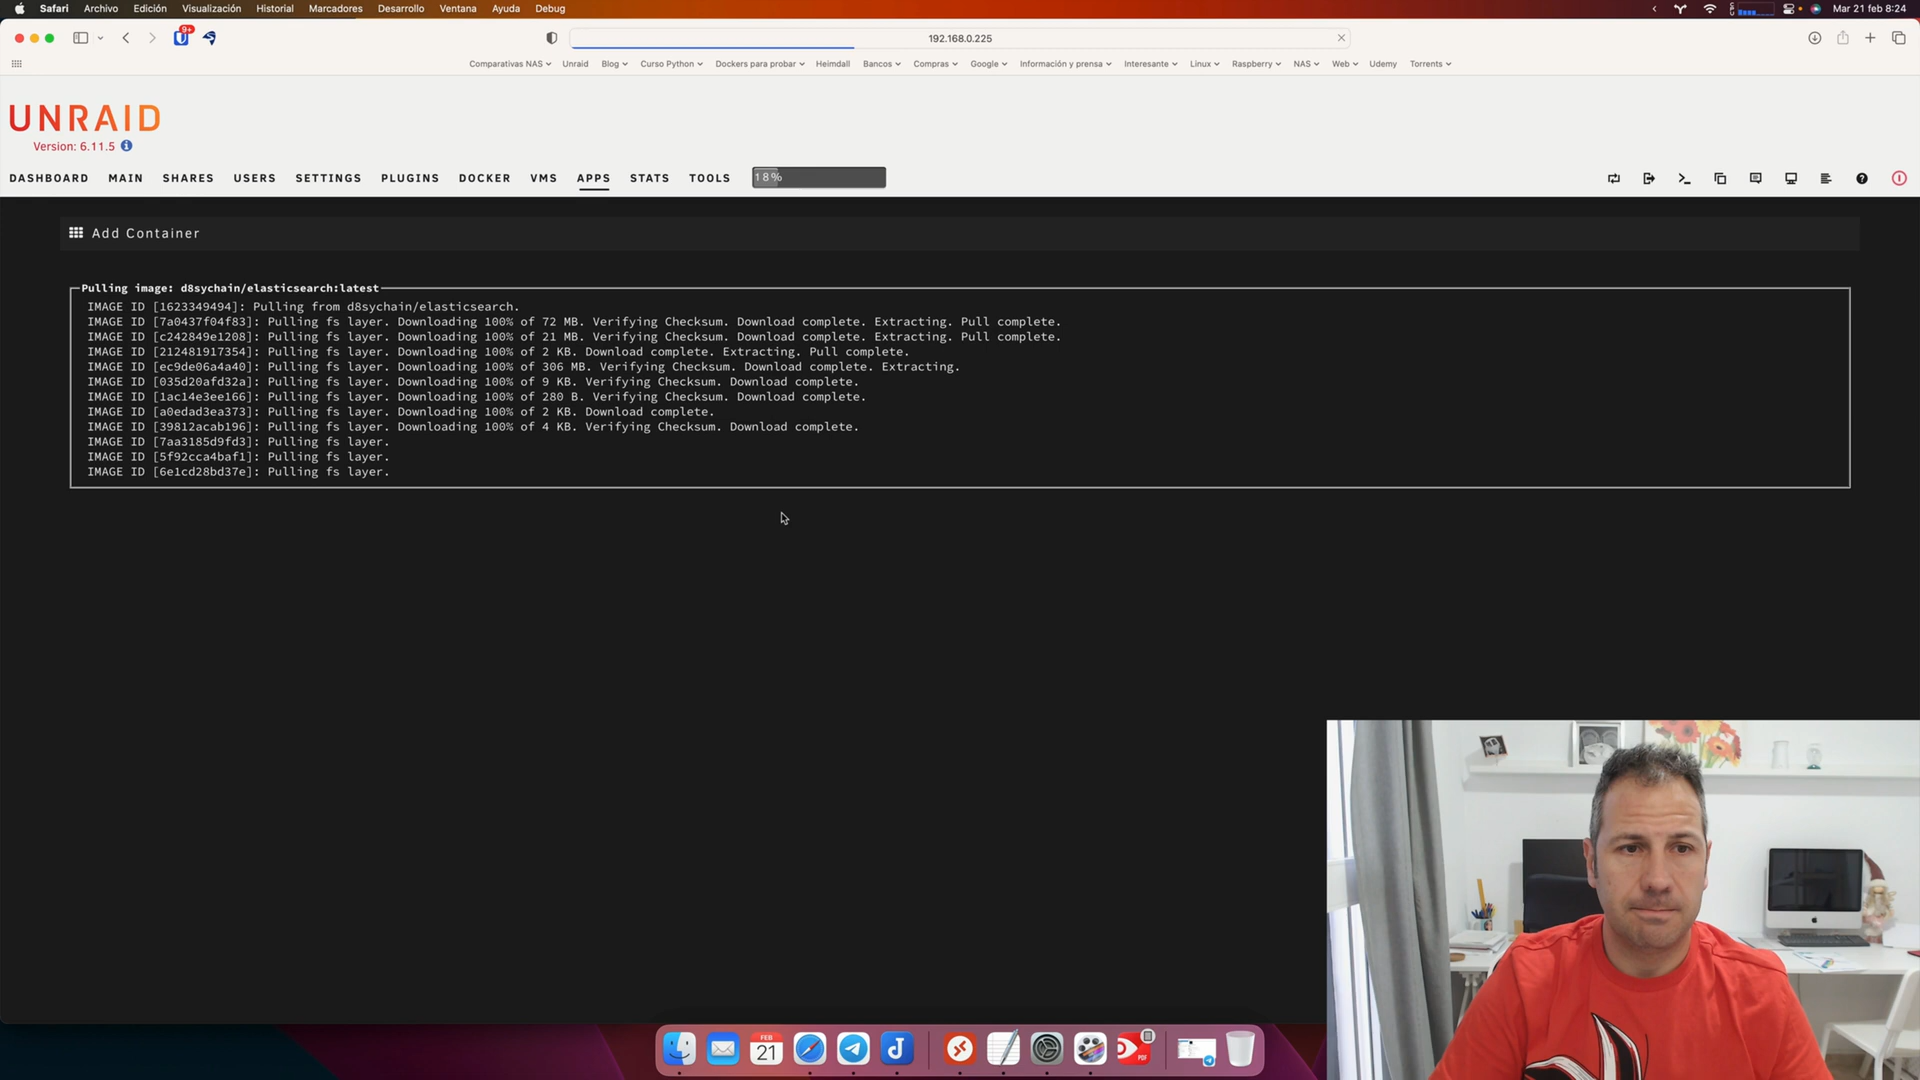 Safari Archivo Edición Visualización Historial Marcadores Desarrollo Ventana Ayuda Debug Mar 21 feb 8:24
9+ 192.168.0.225
Comparativas NAS Unraid Blog Curso Python Dockers para probar Heimdall Bancos Compras Google Información y prensa Interesante Linux Raspberry NAS Web Udemy Torrents
UNRAID
Version: 6.11.5
DASHBOARD MAIN SHARES USERS SETTINGS PLUGINS DOCKER VMS APPS STATS TOOLS 18%
Add Container
Pulling image: d8sychain/elasticsearch:latest
IMAGE ID [1623349494]: Pulling from d8sychain/elasticsearch.
IMAGE ID [7a0437f04f83]: Pulling fs layer. Downloading 100% of 72 MB. Verifying Checksum. Download complete. Extracting. Pull complete.
IMAGE ID [c242849e1208]: Pulling fs layer. Downloading 100% of 21 MB. Verifying Checksum. Download complete. Extracting. Pull complete.
IMAGE ID [212481917354]: Pulling fs layer. Downloading 100% of 2 KB. Download complete. Extracting. Pull complete.
IMAGE ID [ec9de06a4a40]: Pulling fs layer. Downloading 100% of 306 MB. Verifying Checksum. Download complete. Extracting.
IMAGE ID [035d20afd32a]: Pulling fs layer. Downloading 100% of 9 KB. Verifying Checksum. Download complete.
IMAGE ID [1ac14e3ee166]: Pulling fs layer. Downloading 100% of 280 B. Verifying Checksum. Download complete.
IMAGE ID [a0edad3ea373]: Pulling fs layer. Downloading 100% of 2 KB. Download complete.
IMAGE ID [39812acab196]: Pulling fs layer. Downloading 100% of 4 KB. Verifying Checksum. Download complete.
IMAGE ID [7aa3185d9fd3]: Pulling fs layer.
IMAGE ID [5f92cca4baf1]: Pulling fs layer.
IMAGE ID [6e1cd28bd37e]: Pulling fs layer.
FEB
21
PDF